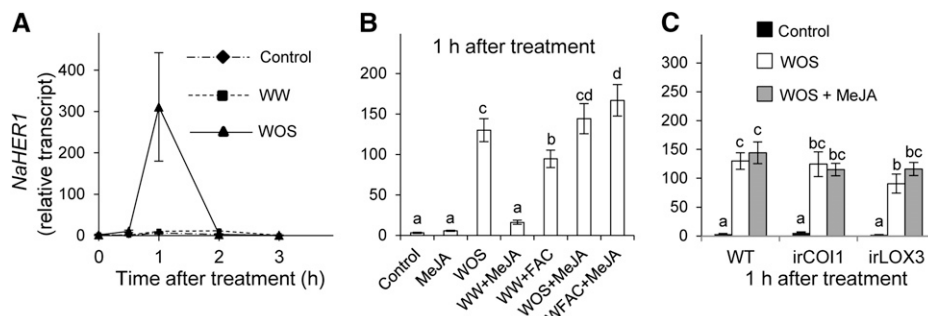 A
NaHER1
(relative transcript)
400
300
200
100
0
0
1
2
3
Time after treatment (h)
Control
WW
WOS
B
1 h after treatment
200
150
100
50
0
a
a
c
a
b
cd
d
Control
MeJA
WOS
WW+MeJA
WW+FAC
WOS+MeJA
WFAC+MeJA
C
Control
WOS
WOS + MeJA
300
250
200
150
100
50
0
a
c
c
a
bc
bc
a
b
bc
WT
irCOI1
irLOX3
1 h after treatment